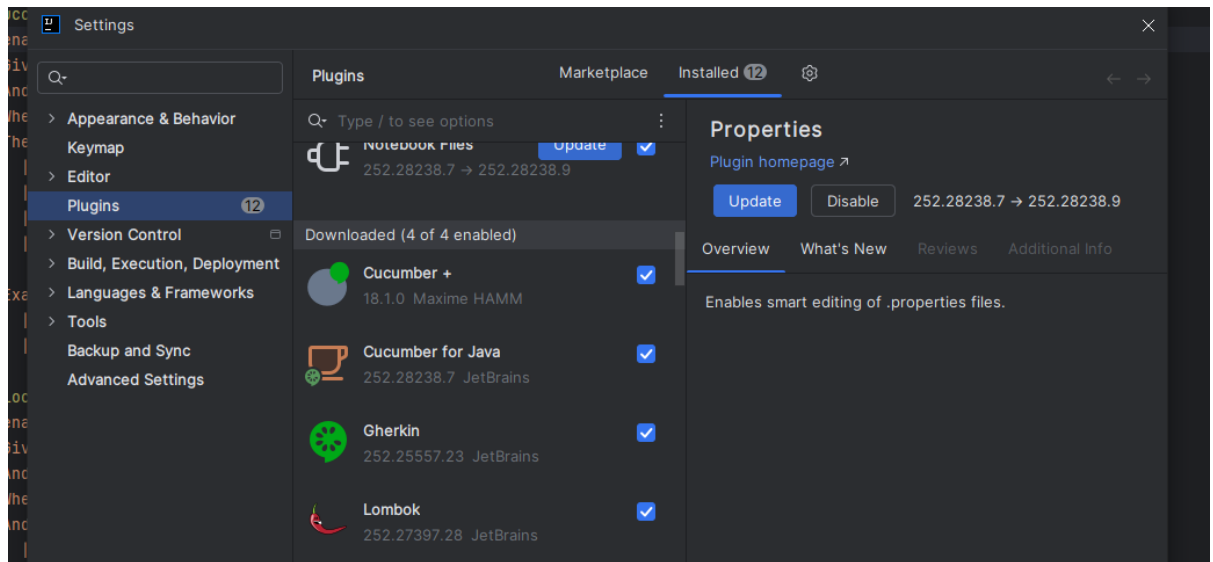 Settings
Plugins
Marketplace
Installed 12
Appearance & Behavior
Keymap
Editor
Plugins 12
Version Control
Build, Execution, Deployment
Languages & Frameworks
Tools
Backup and Sync
Advanced Settings
Type / to see options
Notebook Files
Update
252.28238.7 → 252.28238.9
Downloaded (4 of 4 enabled)
Cucumber +
18.1.0 Maxime HAMM
Cucumber for Java
252.28238.7 JetBrains
Gherkin
252.25557.23 JetBrains
Lombok
252.27397.28 JetBrains
Properties
Plugin homepage ↗
Update
Disable
252.28238.7 → 252.28238.9
Overview
What's New
Reviews
Additional Info
Enables smart editing of .properties files.